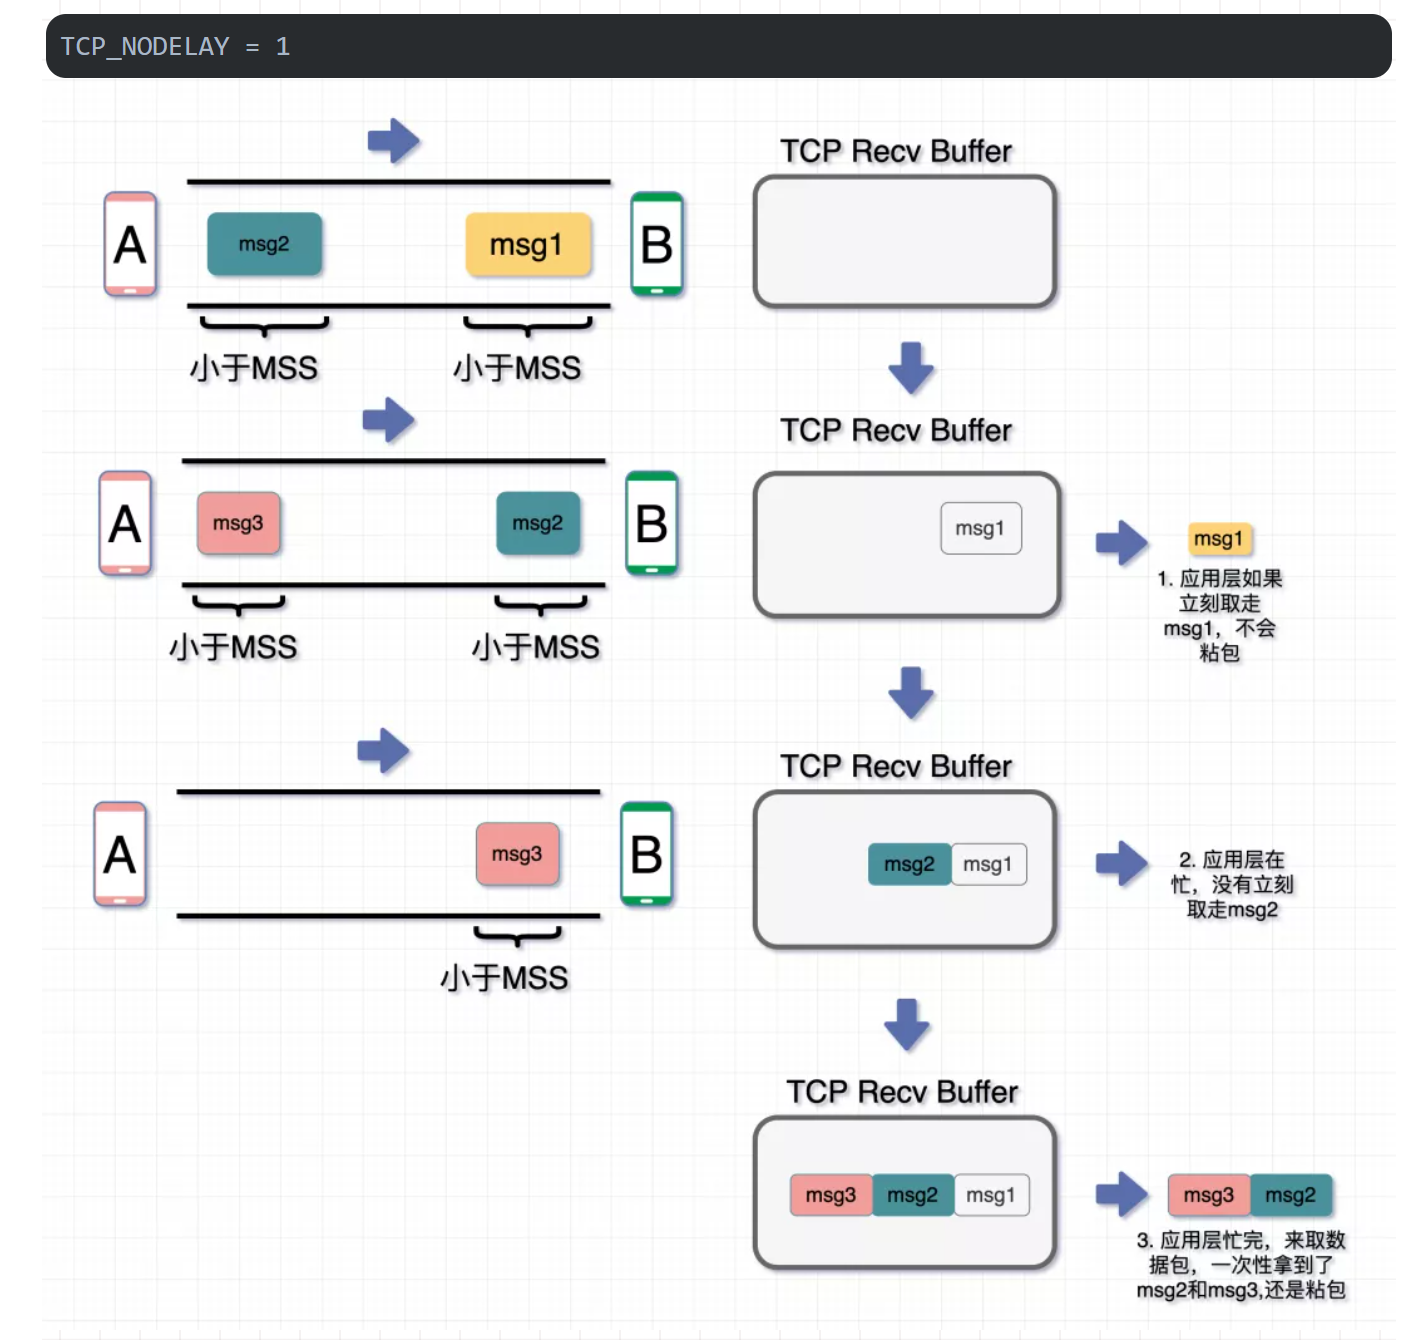 TCP_NODELAY = 1
TCP Recv Buffer
A
msg2
msg1
B
小于MSS
小于MSS
TCP Recv Buffer
A
msg3
msg2
B
msg1
msg1
1. 应用层如果
立刻取走
msg1，不会
粘包
小于MSS
小于MSS
TCP Recv Buffer
A
msg3
B
msg2
msg1
2. 应用层在
忙，没有立刻
取走msg2
小于MSS
TCP Recv Buffer
msg3
msg2
msg1
msg3
msg2
3. 应用层忙完，来取数
据包，一次性拿到了
msg2和msg3,还是粘包